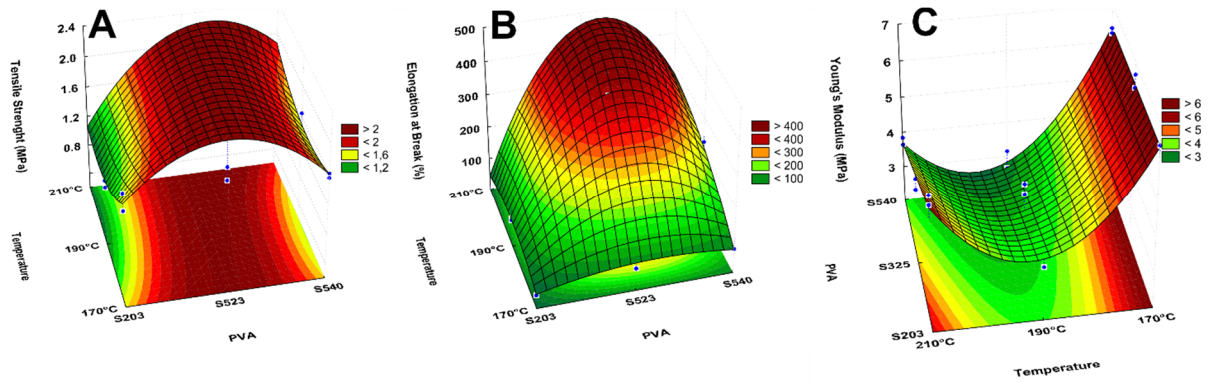 A
Tensile Strenght (MPa)
2.4
2.0
1.6
1.2
0.8
210°C
190°C
170°C
Temperature
S203
S523
S540
PVA
> 2
< 2
< 1,6
< 1,2
B
Elongation at Break (%)
500
400
300
200
100
210°C
190°C
170°C
Temperature
S203
S523
S540
PVA
> 400
< 400
< 300
< 200
< 100
C
Young's Modulus (MPa)
7
6
5
4
3
S540
S325
S203
PVA
210°C
190°C
170°C
Temperature
> 6
< 6
< 5
< 4
< 3